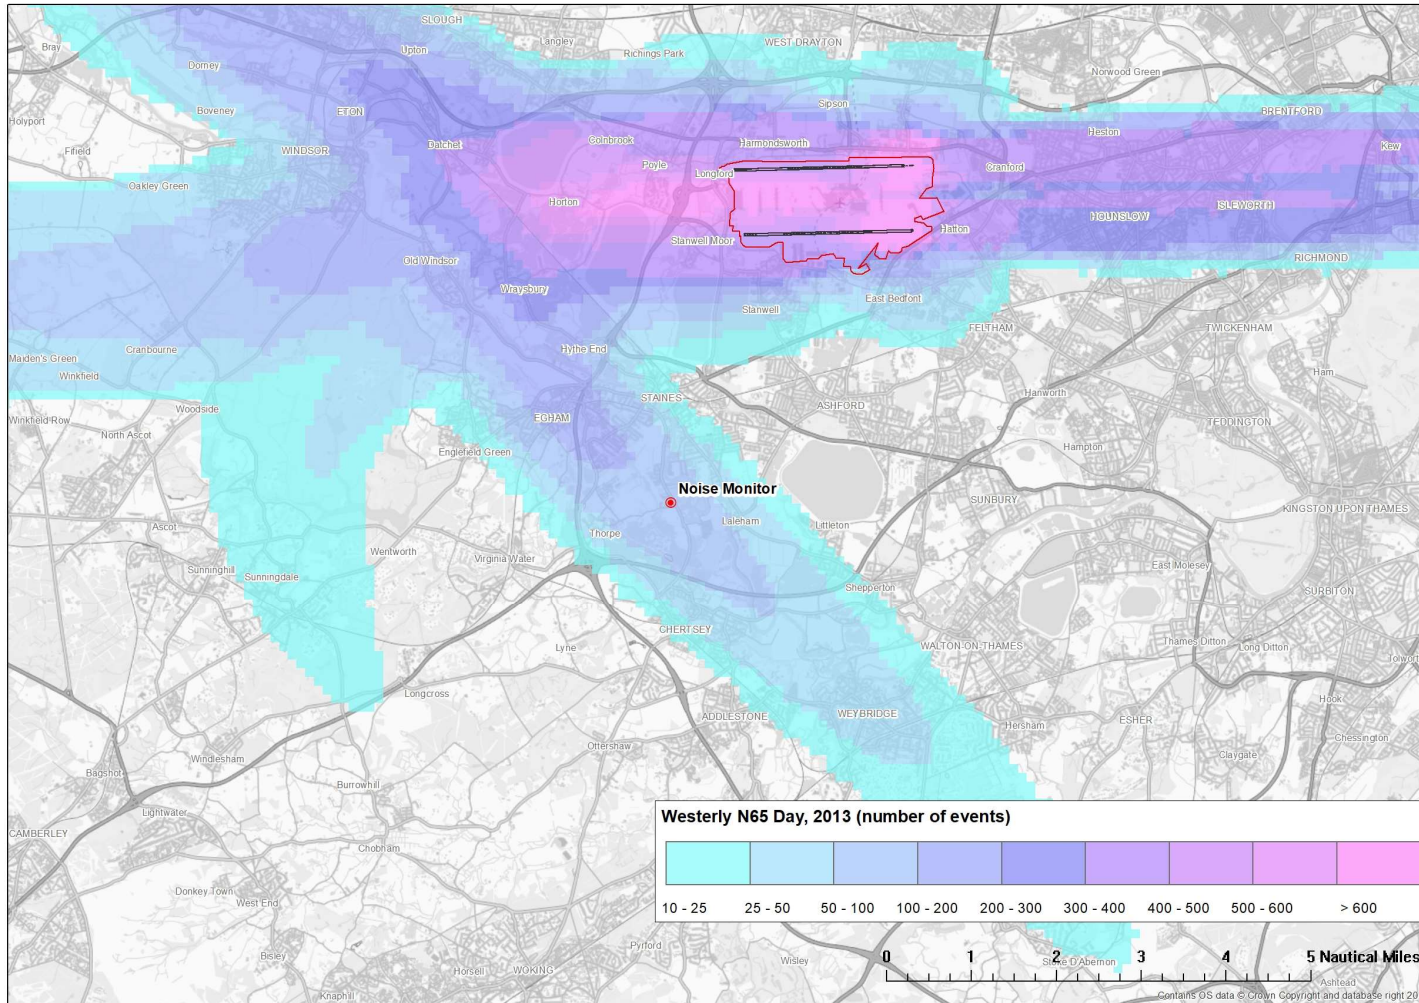 SLOUGH
Langley
WEST DRAYTON
Bray
Upton
Richings Park
Dorney
Norwood Green
Boveney
ETON
Sipson
BRENTFORD
Holyport
Heston
Colnbrook
Harmondsworth
Datchet
Kew
Fifield
WINDSOR
Poyle
Cranford
Longford
Oakley Green
Horton
ISLEWORTH
HOUNSLOW
Hatton
Stanwell Moor
Old Windsor
RICHMOND
Wraysbury
East Bedfont
Stanwell
FELTHAM
TWICKENHAM
Cranbourne
Hythe End
Maiden's Green
Winkfield
Ham
Hanworth
STAINES
ASHFORD
Woodside
EGHAM
Winkfield Row
TEDDINGTON
North Ascot
Hampton
Englefield Green
Noise Monitor
SUNBURY
KINGSTON UPON THAMES
Laleham
Littleton
Ascot
Thorpe
Wentworth
Virginia Water
East Molesey
Sunninghill
Sunningdale
Shepperton
SURBITON
CHERTSEY
Thames Ditton
Lyne
WALTON-ON-THAMES
Long Ditton
Tolwort
Longcross
Hook
WEYBRIDGE
ADDLESTONE
ESHER
Hersham
Chessington
Ottershaw
Windlesham
Claygate
Bagshot
Burrowhill
Lightwater
CAMBERLEY
Chobham
Westerly N65 Day, 2013 (number of events)
10 - 25 25 - 50 50 - 100 100 - 200 200 - 300 300 - 400 400 - 500 500 - 600 > 600
Donkey Town
West End
Pyrford
Bisley
Wisley
Stoke D'Abernon
0 1 2 3 4 5 Nautical Miles
Horsell
WOKING
Ashtead
Knaphill
Contains OS data © Crown Copyright and database right 20